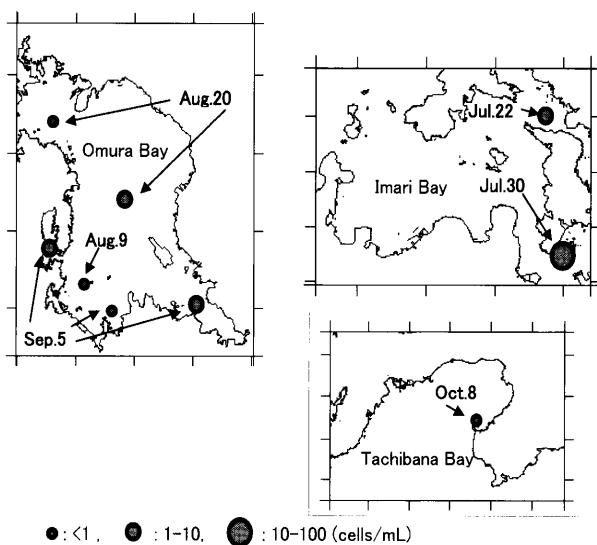 Aug.20
Omura Bay
Aug.9
Sep.5
Jul.22
Imari Bay
Jul.30
Oct.8
Tachibana Bay
: <1 , : 1-10, : 10-100 (cells/mL)